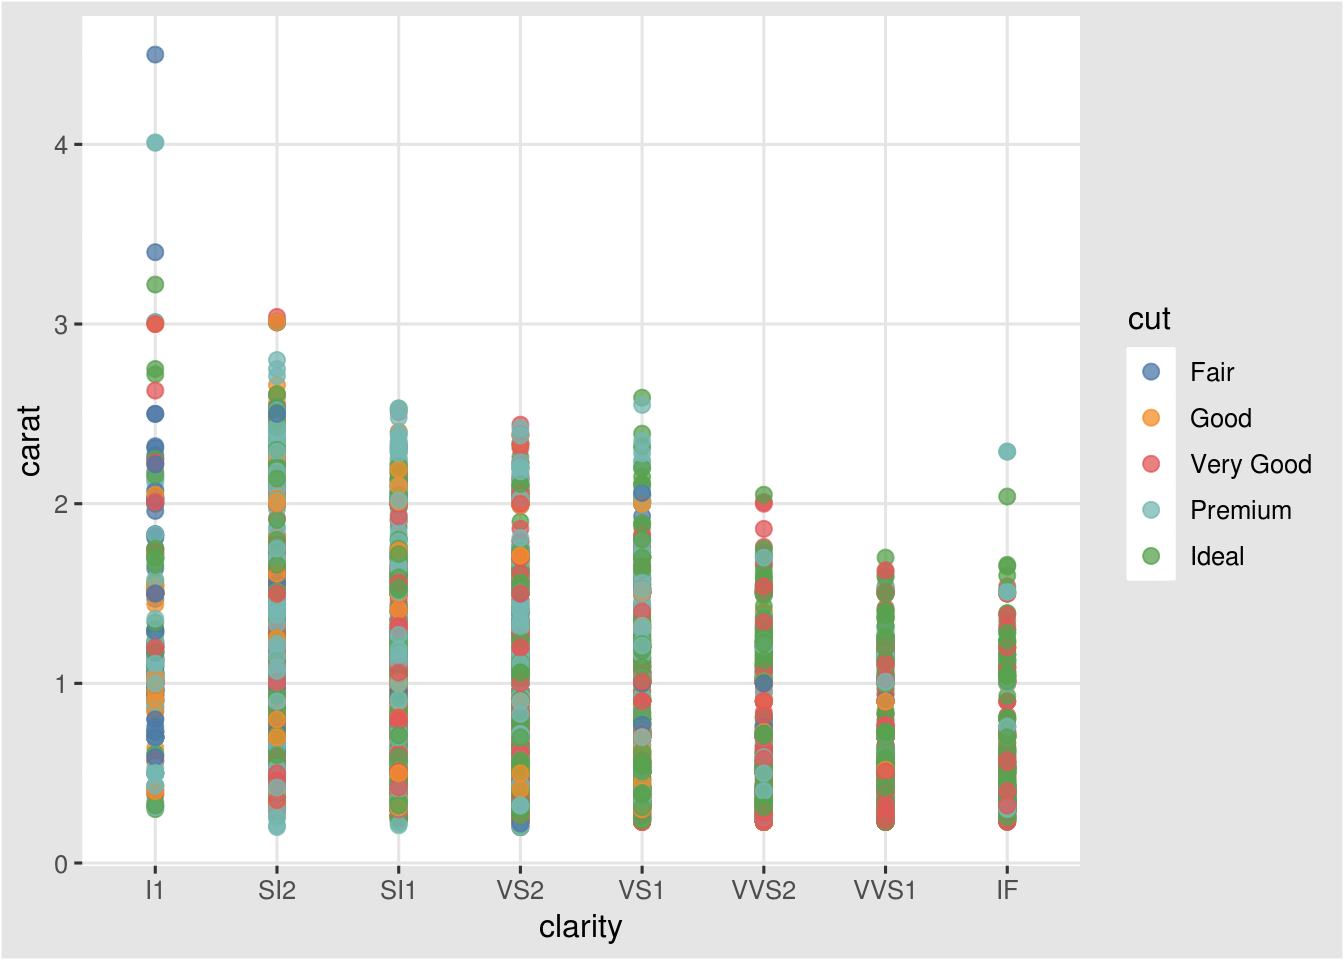 carat
4
3
2
1
0
I1 SI2 SI1 VS2 VS1 VVS2 VVS1 IF
clarity
cut
Fair
Good
Very Good
Premium
Ideal